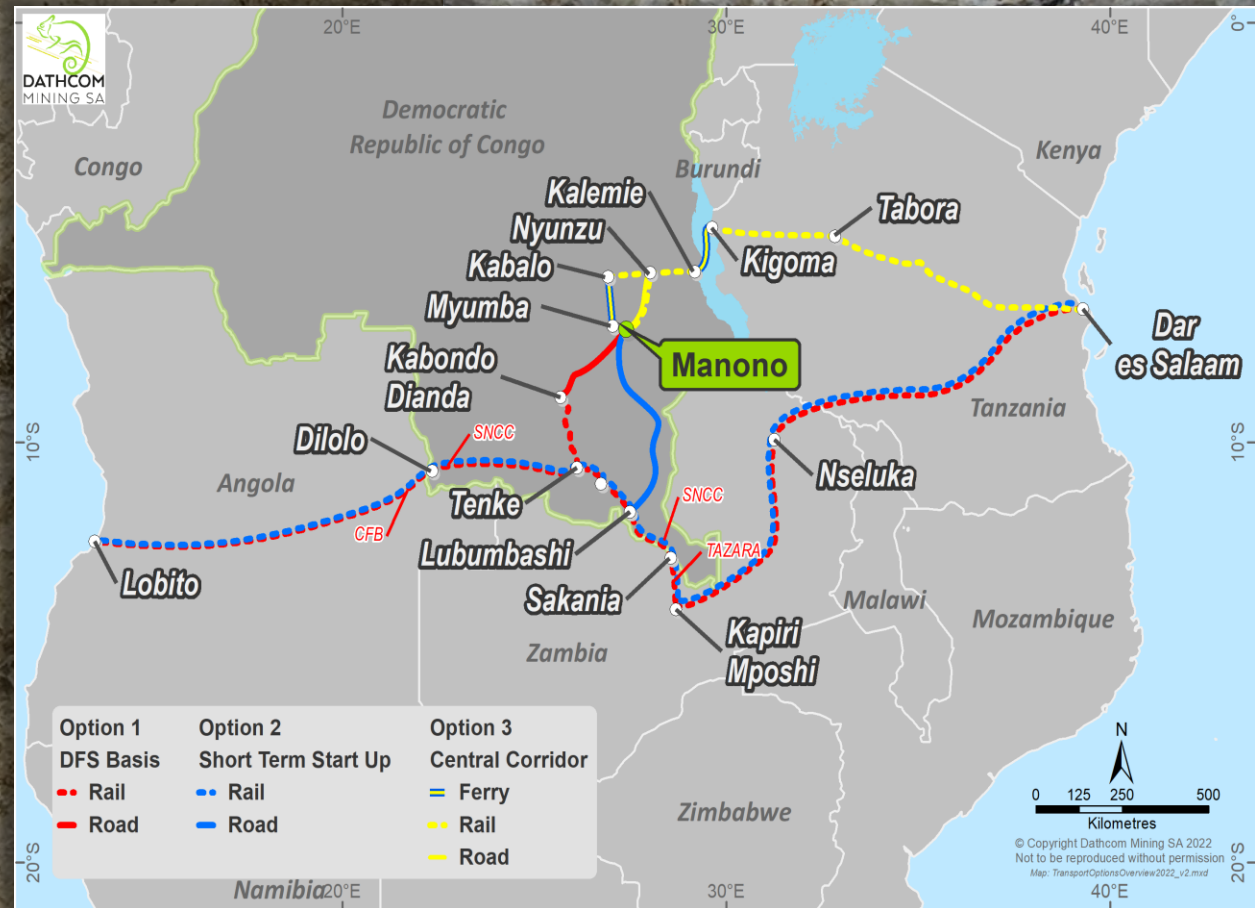 DATHCOM
MINING SA
20°E
30°E
40°E
0°
Democratic
Republic of Congo
Congo
Kenya
Burundi
Kalemie
Nyunzu
Tabora
Kabalo
Kigoma
Myumba
Manono
Dar
es Salaam
Kabondo
Dianda
Tanzania
10°S
10°S
Dilolo
SNCC
Angola
Nseluka
Tenke
SNCC
CFB
Lubumbashi
TAZARA
Lobito
Sakania
Malawi
Mozambique
Kapiri
Mposhi
Zambia
Option 1
DFS Basis
Rail
Road
Option 2
Short Term Start Up
Rail
Road
Option 3
Central Corridor
Ferry
Rail
Road
Zimbabwe
N
0 125 250 500
Kilometres
© Copyright Dathcom Mining SA 2022
Not to be reproduced without permission
Map: TransportOptionsOverview2022_v2.mxd
20°S
20°S
Namibia
20°E
30°E
40°E